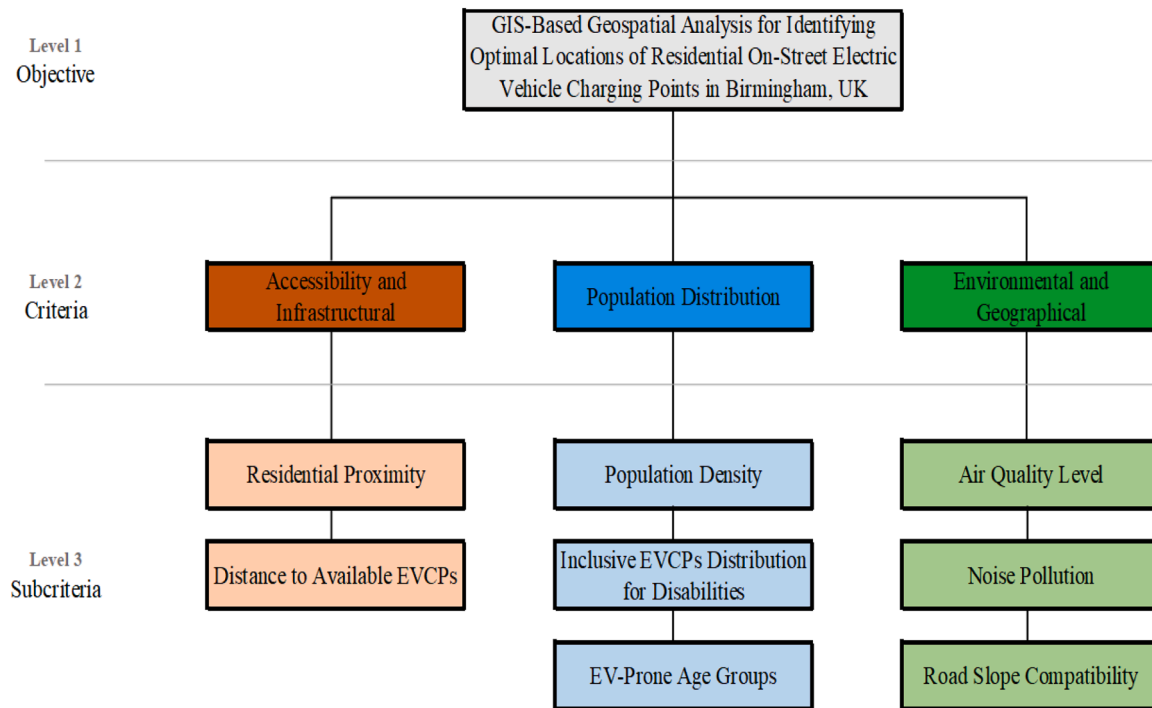 Level 1
Objective
GIS-Based Geospatial Analysis for Identifying
Optimal Locations of Residential On-Street Electric
Vehicle Charging Points in Birmingham, UK
Level 2
Criteria
Accessibility and
Infrastructural
Population Distribution
Environmental and
Geographical
Level 3
Subcriteria
Residential Proximity
Distance to Available EVCPs
Population Density
Inclusive EVCPs Distribution
for Disabilities
EV-Prone Age Groups
Air Quality Level
Noise Pollution
Road Slope Compatibility